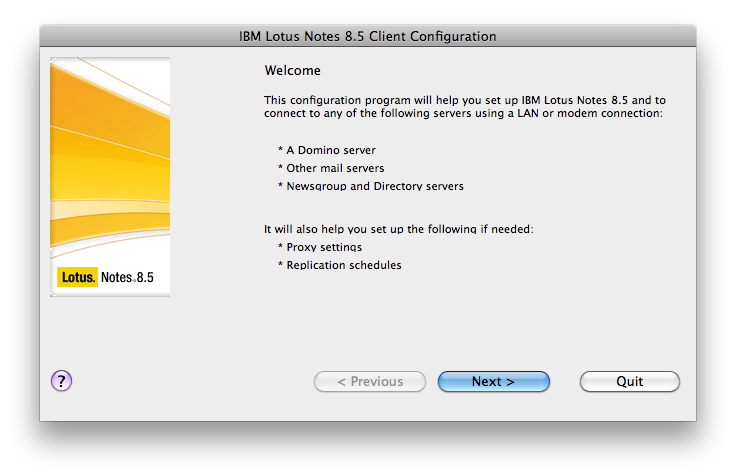 IBM Lotus Notes 8.5 Client Configuration
Welcome
This configuration program will help you set up IBM Lotus Notes 8.5 and to
connect to any of the following servers using a LAN or modem connection:
* A Domino server
* Other mail servers
* Newsgroup and Directory servers
It will also help you set up the following if needed:
* Proxy settings
* Replication schedules
Lotus. Notes 8.5
?
< Previous
Next >
Quit